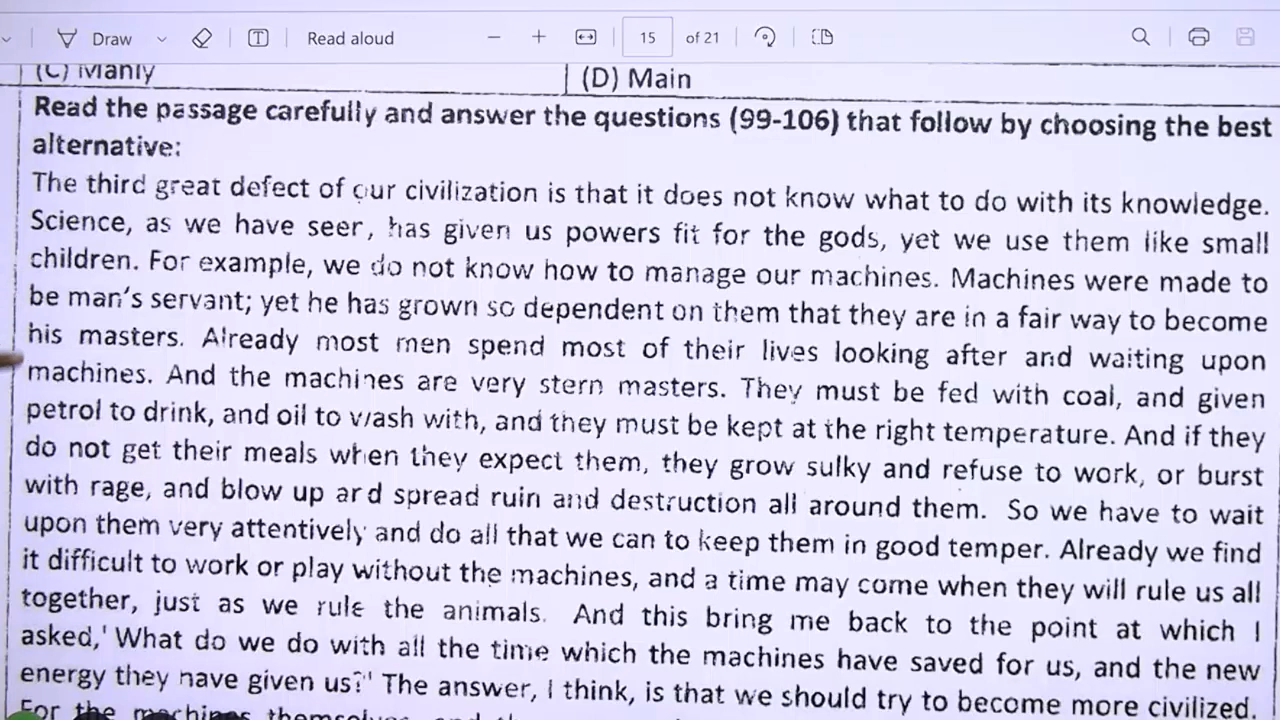 Draw
Read aloud
15 of 21
(C) Manly
(D) Main
Read the passage carefully and answer the questions (99-106) that follow by choosing the best
alternative:
The third great defect of our civilization is that it does not know what to do with its knowledge.
Science, as we have seer, has given us powers fit for the gods, yet we use them like small
children. For example, we do not know how to manage our machines. Machines were made to
be man's servant; yet he has grown so dependent on them that they are in a fair way to become
his masters. Already most men spend most of their lives looking after and waiting upon
machines. And the machines are very stern masters. They must be fed with coal, and given
petrol to drink, and oil to wash with, and they must be kept at the right temperature. And if they
do not get their meals when they expect them, they grow sulky and refuse to work, or burst
with rage, and blow up and spread ruin and destruction all around them. So we have to wait
upon them very attentively and do all that we can to keep them in good temper. Already we find
it difficult to work or play without the machines, and a time may come when they will rule us all
together, just as we rule the animals. And this bring me back to the point at which I
asked,' What do we do with all the time which the machines have saved for us, and the new
energy they have given us?' The answer, I think, is that we should try to become more civilized.
For the machines themselves, and